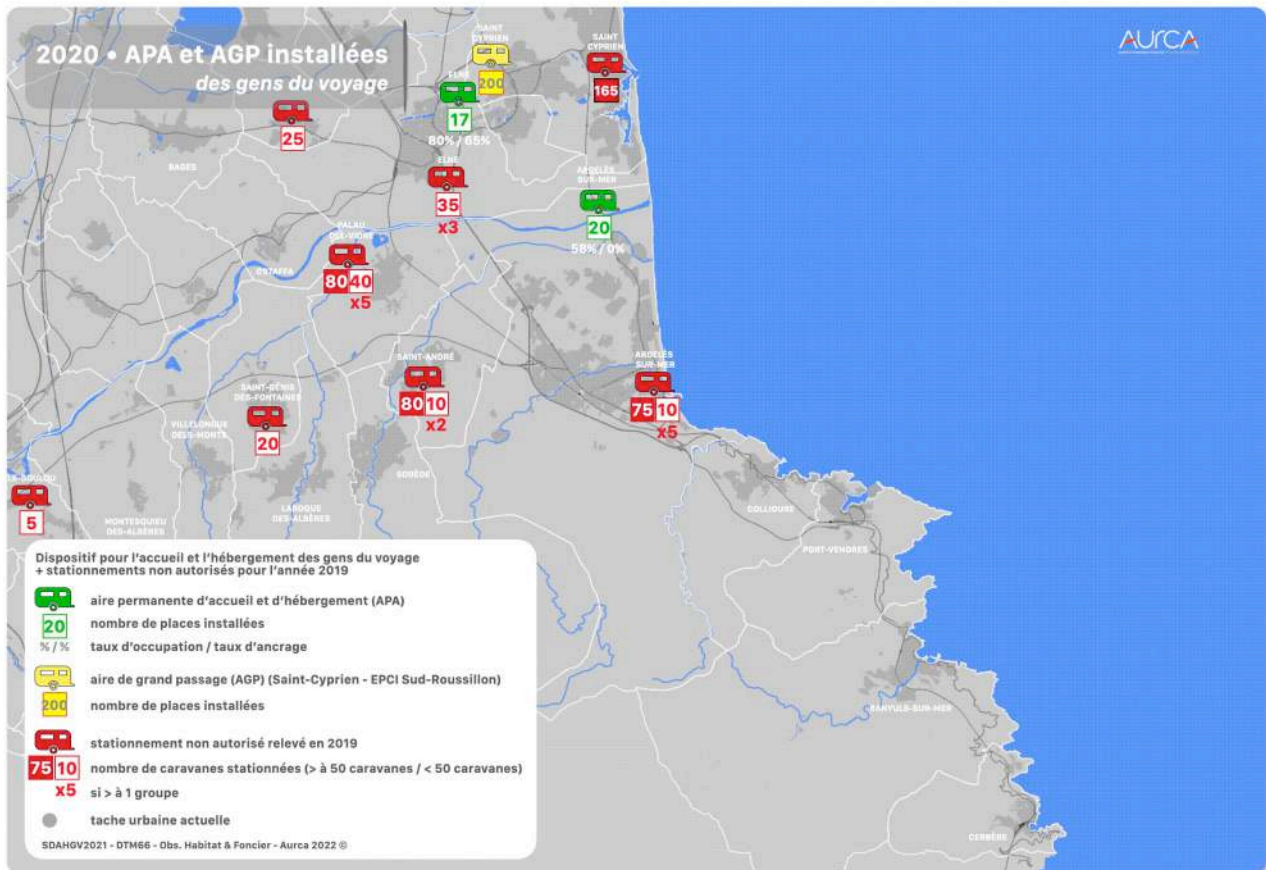 2020 • APA et AGP installées
des gens du voyage
AURCA
SAINT
CYPRIEN
200
SAINT
CYPRIEN
165
ELNE
17
80% / 65%
25
BAGES
ELNE
35
x3
ARGELÈS
SUR-MER
20
58% / 0%
PALAU
DEL-VIDRE
80 40
x5
ORTAFFA
SAINT-ANDRÉ
80 10
x2
ARGELÈS
SUR-MER
75 10
x5
SAINT-GÉNIS
DES-FONTAINES
20
VILLELONGUE
DELS-MONTS
LE-BOULOU
5
SORÈDE
LAROQUE
DES-ALBÈRES
MONTESQUIEU
DES-ALBÈRES
COLLIOURE
PORT-VENDRES
BANYULS-SUR-MER
CERBÈRE
Dispositif pour l'accueil et l'hébergement des gens du voyage
+ stationnements non autorisés pour l'année 2019
aire permanente d'accueil et d'hébergement (APA)
20 nombre de places installées
% / % taux d'occupation / taux d'ancrage
aire de grand passage (AGP) (Saint-Cyprien - EPCI Sud-Roussillon)
200 nombre de places installées
stationnement non autorisé relevé en 2019
75 10 nombre de caravanes stationnées (> à 50 caravanes / < 50 caravanes)
x5 si > à 1 groupe
tache urbaine actuelle
SDAHGV2021 - DTM66 - Obs. Habitat & Foncier - Aurca 2022 ©